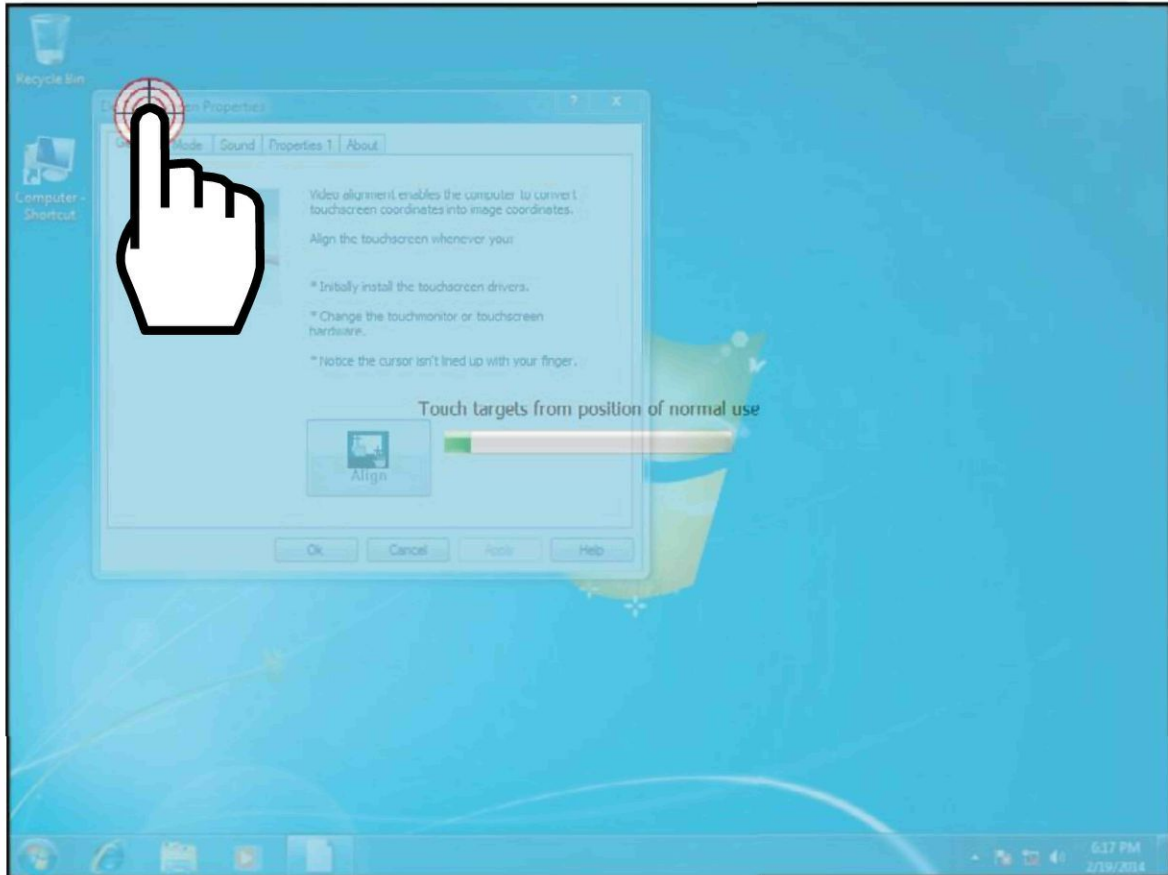 Recycle Bin
Properties
Mode Sound Properties 1 About
Computer -
Shortcut
Video alignment enables the computer to convert
touchscreen coordinates into image coordinates.
Align the touchscreen whenever your
* Initially install the touchscreen drivers.
* Change the touchmonitor or touchscreen
hardware.
* Notice the cursor isn't lined up with your finger.
Touch targets from position of normal use
Align
Ok Cancel Apply Help
6:17 PM
2/19/2014